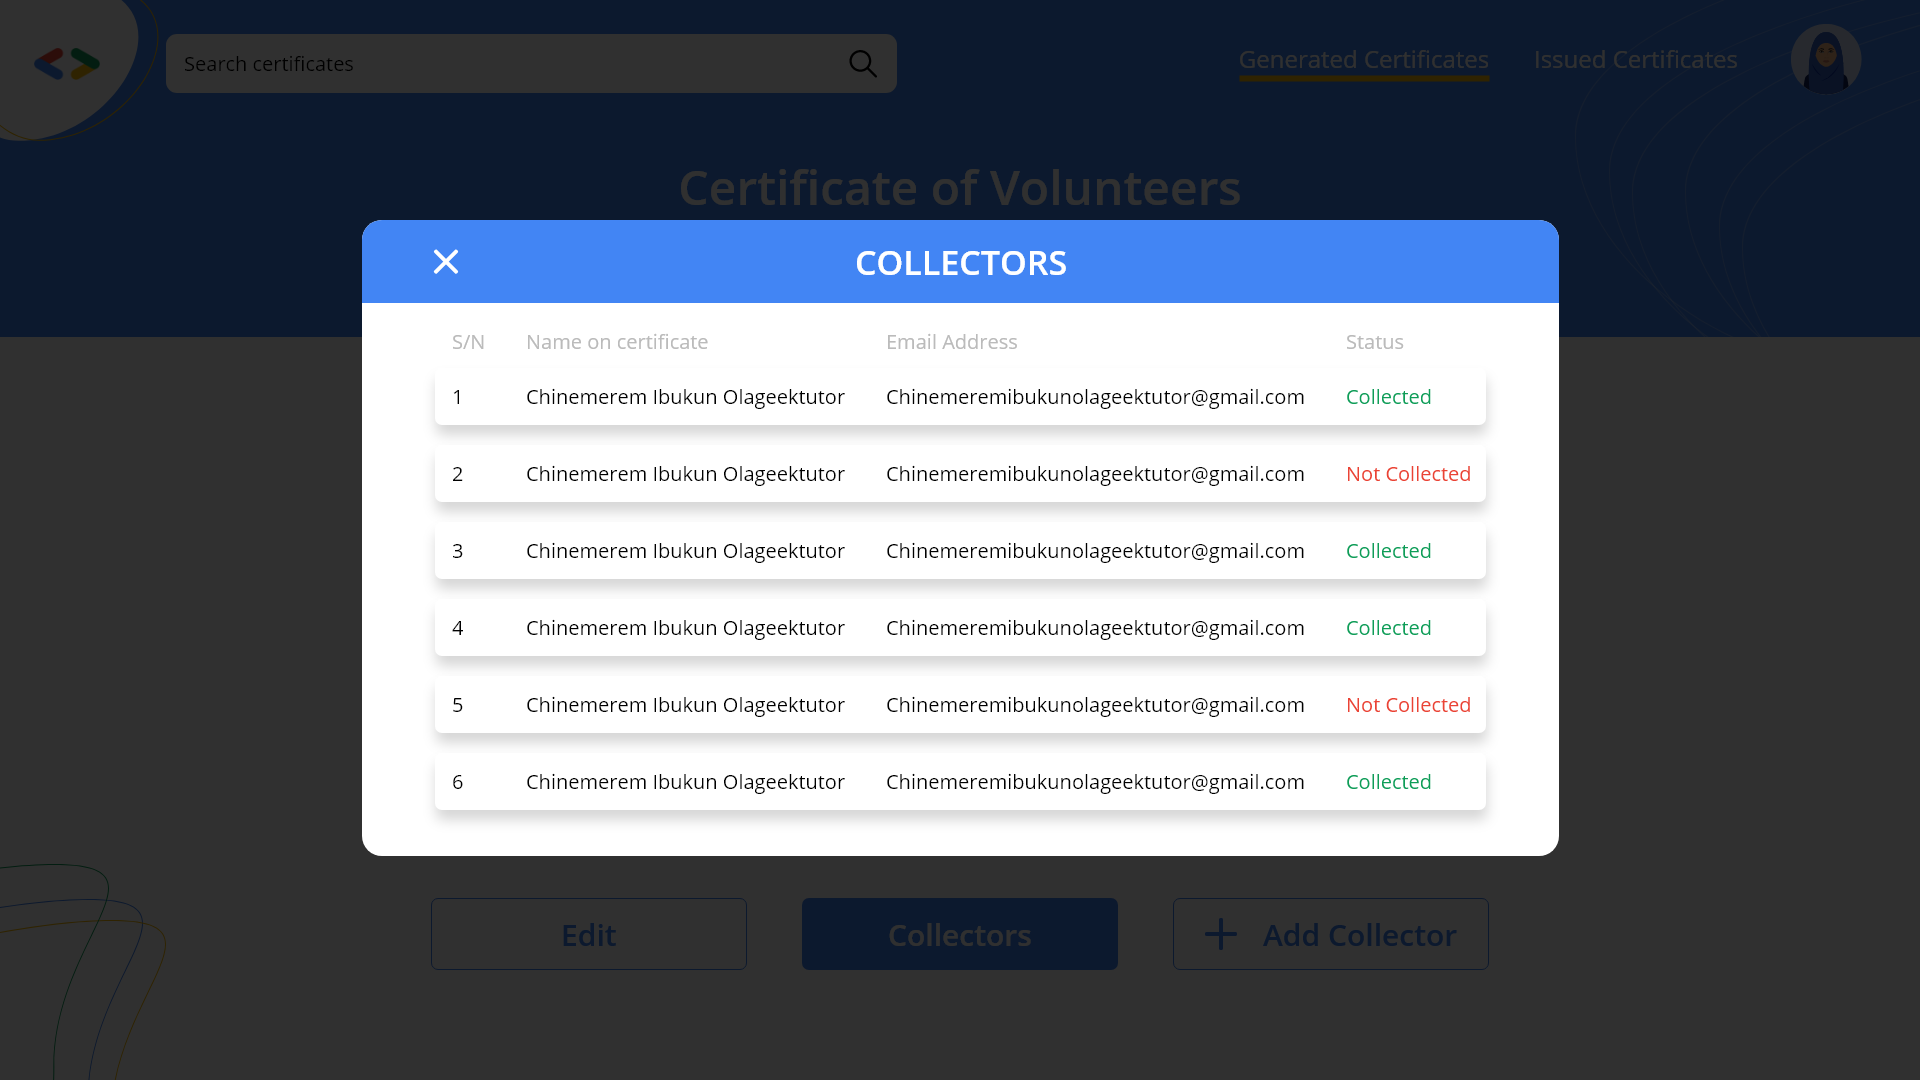 Search certificates
Generated Certificates
Issued Certificates
Certificate of Volunteers
COLLECTORS
S/N Name on certificate Email Address Status
1 Chinemerem Ibukun Olageektutor Chinemeremibukunolageektutor@gmail.com Collected
2 Chinemerem Ibukun Olageektutor Chinemeremibukunolageektutor@gmail.com Not Collected
3 Chinemerem Ibukun Olageektutor Chinemeremibukunolageektutor@gmail.com Collected
4 Chinemerem Ibukun Olageektutor Chinemeremibukunolageektutor@gmail.com Collected
5 Chinemerem Ibukun Olageektutor Chinemeremibukunolageektutor@gmail.com Not Collected
6 Chinemerem Ibukun Olageektutor Chinemeremibukunolageektutor@gmail.com Collected
Edit
Collectors
Add Collector